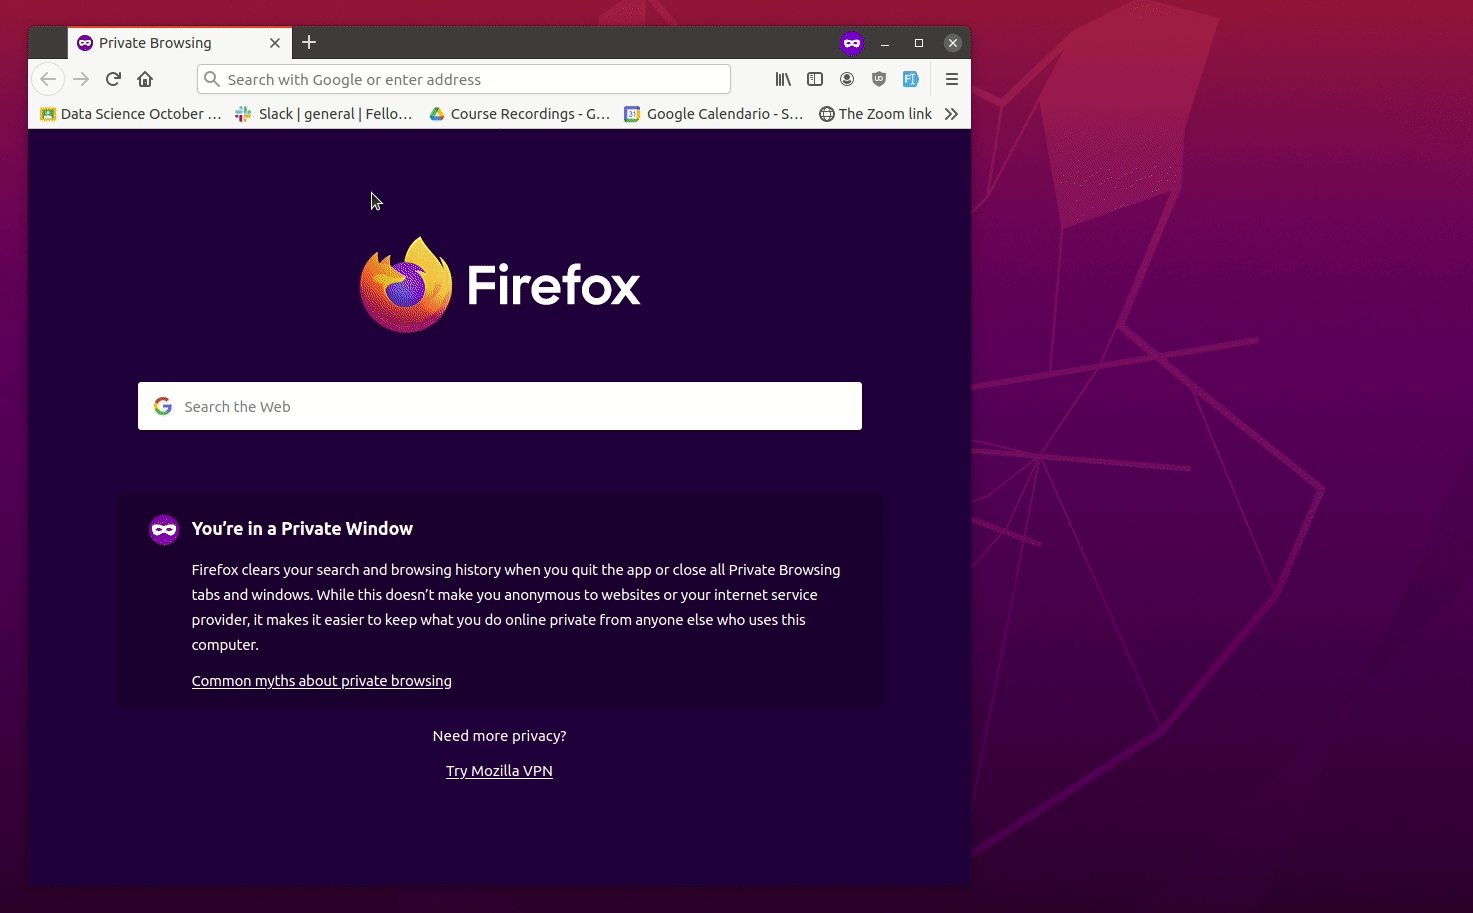 Private Browsing
Search with Google or enter address
Data Science October ... Slack | general | Fello... Course Recordings - G... 31 Google Calendario - S... The Zoom link
Firefox
Search the Web
You're in a Private Window
Firefox clears your search and browsing history when you quit the app or close all Private Browsing
tabs and windows. While this doesn't make you anonymous to websites or your internet service
provider, it makes it easier to keep what you do online private from anyone else who uses this
computer.
Common myths about private browsing
Need more privacy?
Try Mozilla VPN